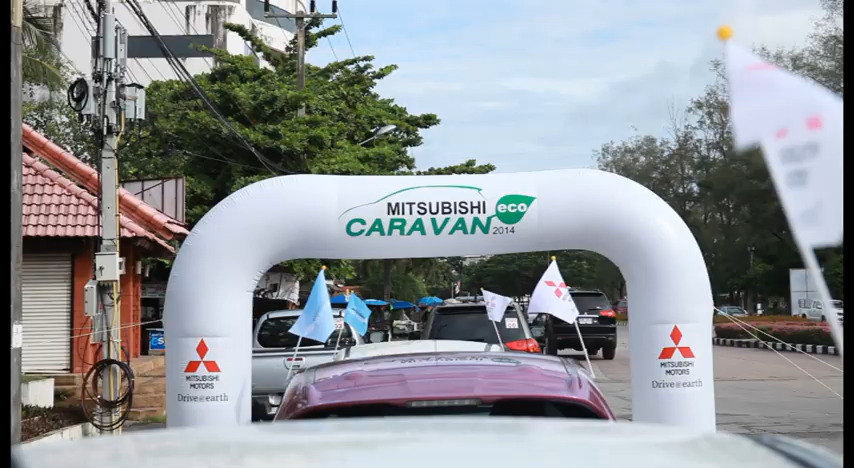 MITSUBISHI
CARAVAN eco
2014
MITSUBISHI
MOTORS
Drive@earth
MITSUBISHI
MOTORS
Drive@earth